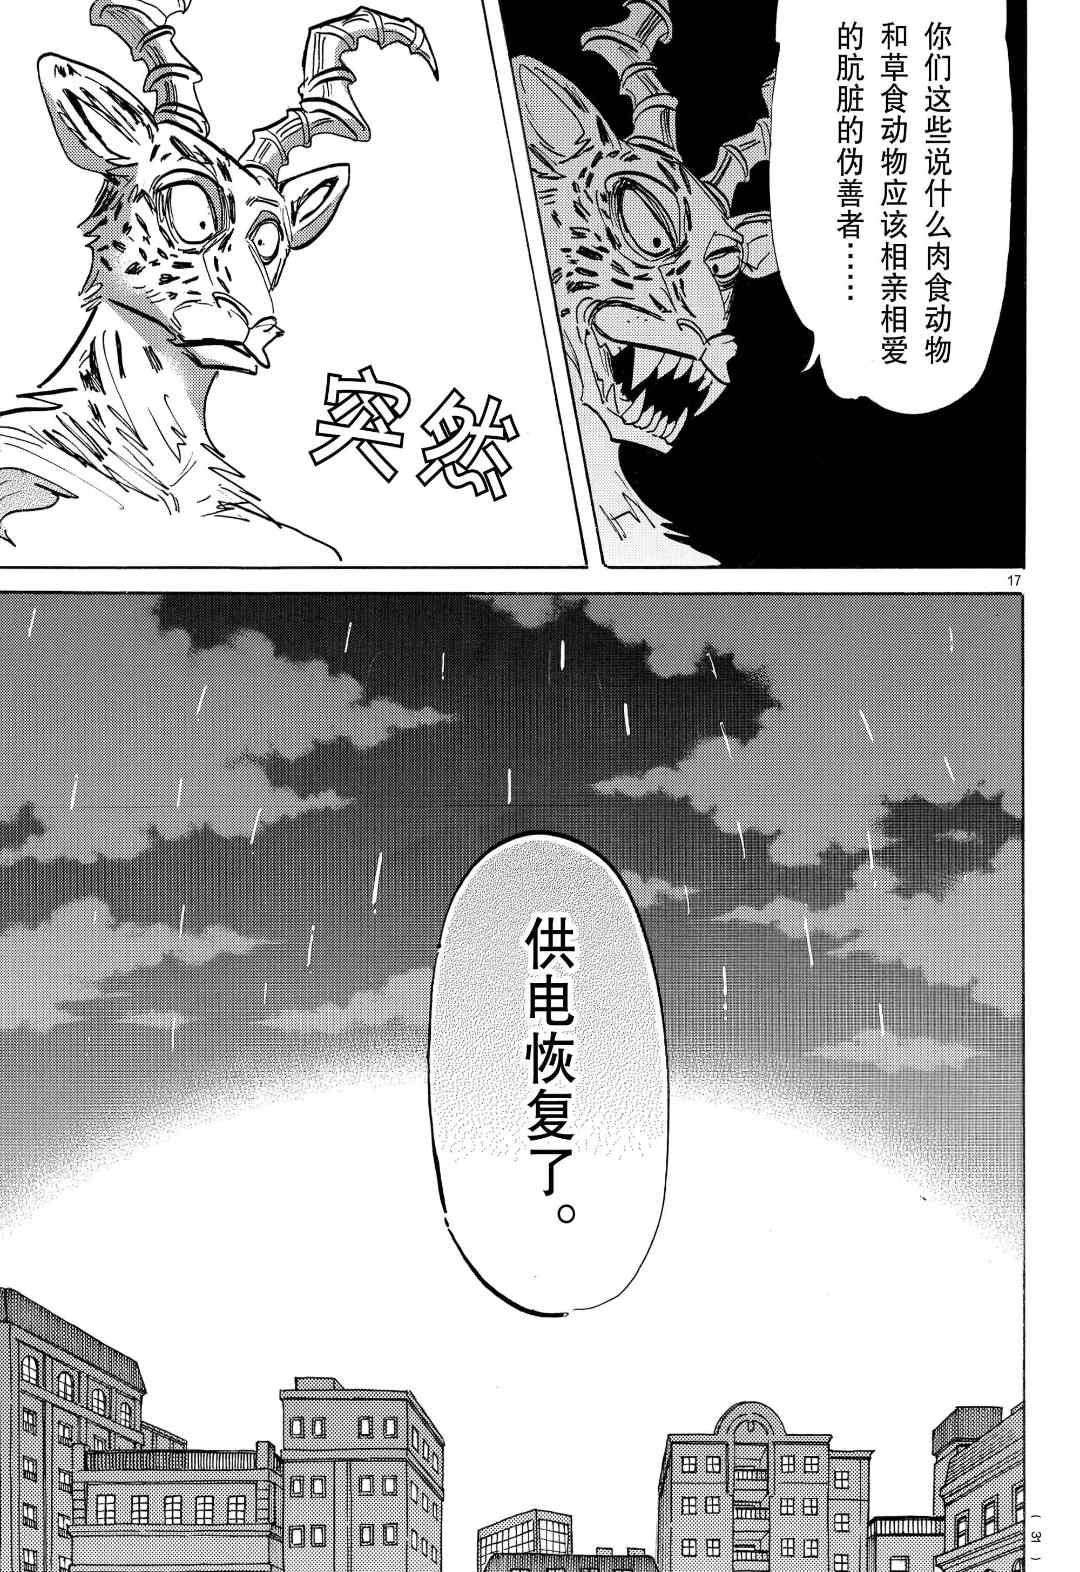 你们这些说什么肉食动物
和草食动物应该相亲相爱
的肮脏的伪善者……
突然
17
供电恢复了。
( 31 )